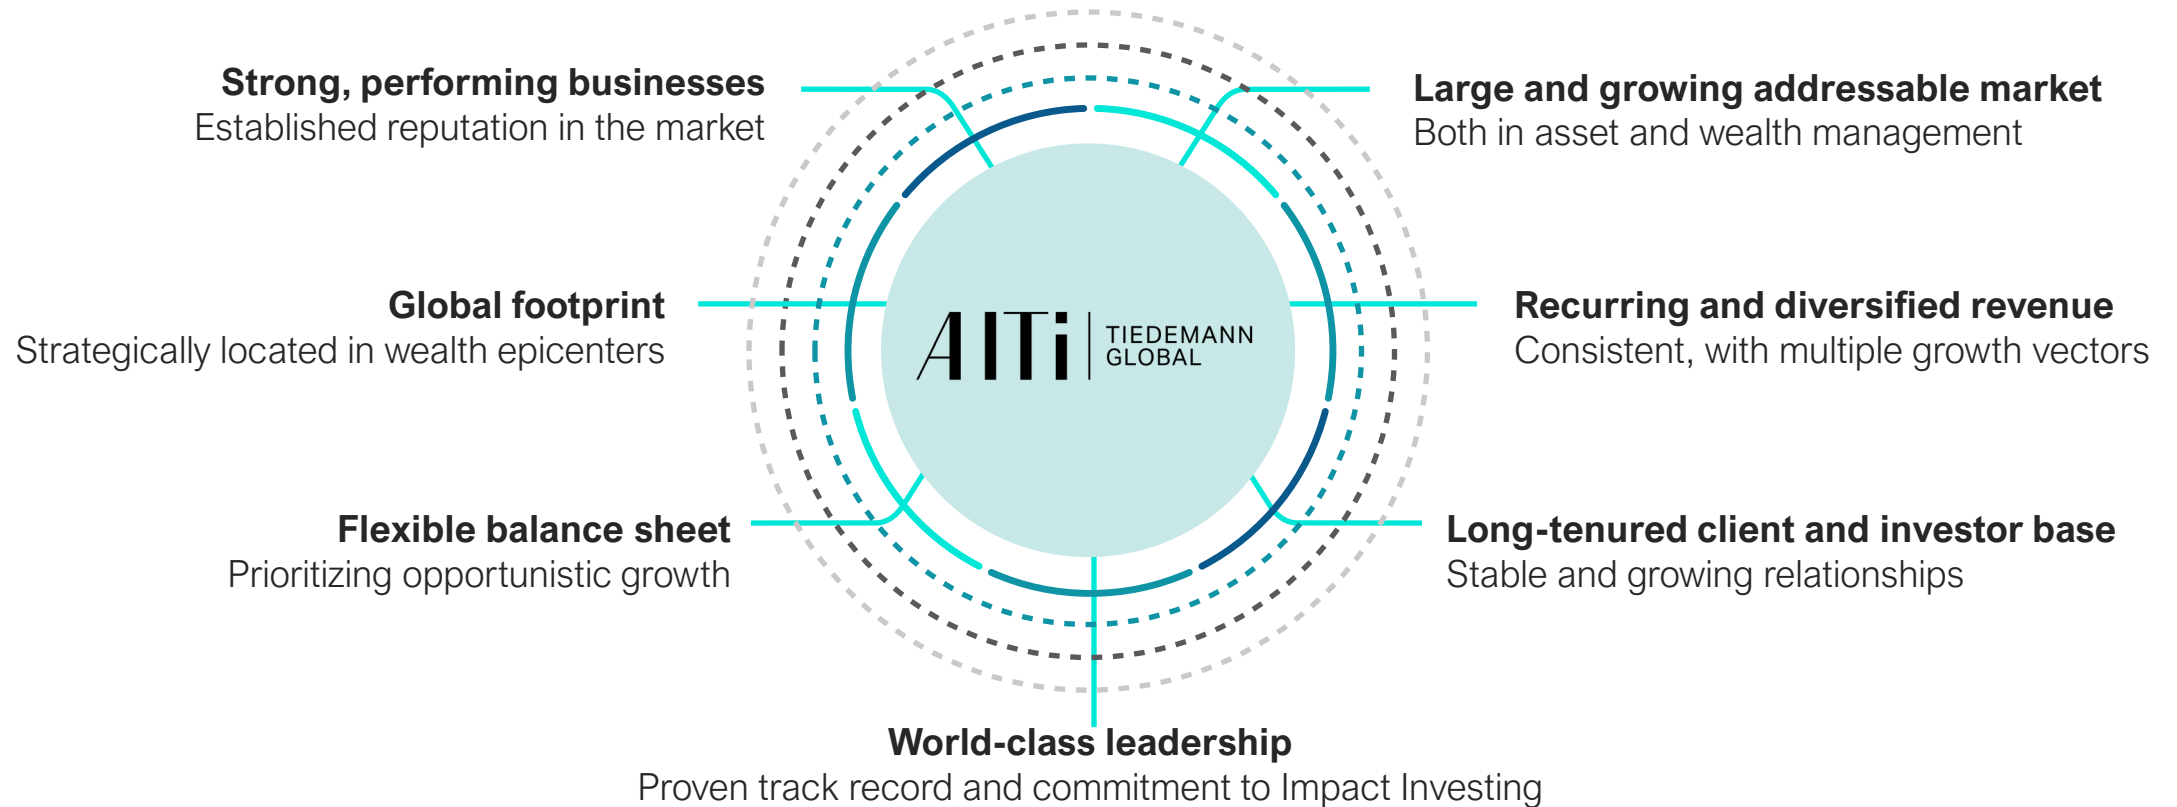 Strong, performing businesses
Established reputation in the market
Global footprint
Strategically located in wealth epicenters
Flexible balance sheet
Prioritizing opportunistic growth
AlTi
TIEDEMANN
GLOBAL
Large and growing addressable market
Both in asset and wealth management
Recurring and diversified revenue
Consistent, with multiple growth vectors
Long-tenured client and investor base
Stable and growing relationships
World-class leadership
Proven track record and commitment to Impact Investing